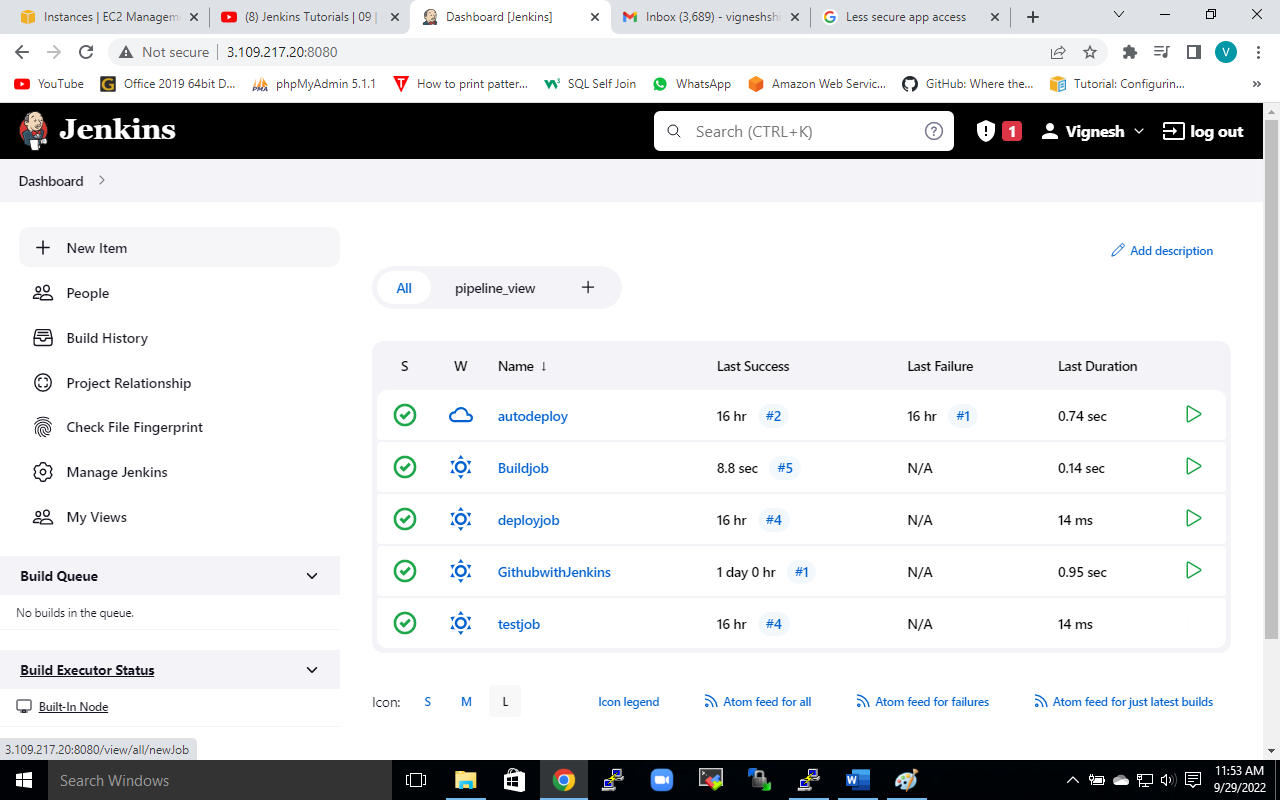 Instances | EC2 Managem
(8) Jenkins Tutorials | 09 |
Dashboard [Jenkins]
Inbox (3,689) - vigneshshi
Less secure app access
Not secure
3.109.217.20:8080
V
YouTube
Office 2019 64bit D...
phpMyAdmin 5.1.1
How to print patter...
SQL Self Join
WhatsApp
Amazon Web Servic...
GitHub: Where the...
Tutorial: Configurin...
»
Jenkins
Search (CTRL+K)
1
Vignesh
log out
Dashboard
New Item
People
Build History
Project Relationship
Check File Fingerprint
Manage Jenkins
My Views
Build Queue
No builds in the queue.
Build Executor Status
Built-In Node
Add description
All pipeline_view +
S W Name ↓ Last Success Last Failure Last Duration
autodeploy 16 hr #2 16 hr #1 0.74 sec
Buildjob 8.8 sec #5 N/A 0.14 sec
deployjob 16 hr #4 N/A 14 ms
GithubwithJenkins 1 day 0 hr #1 N/A 0.95 sec
testjob 16 hr #4 N/A 14 ms
Icon: S M L
Icon legend
Atom feed for all
Atom feed for failures
Atom feed for just latest builds
3.109.217.20:8080/view/all/newJob
Search Windows
11:53 AM
9/29/2022